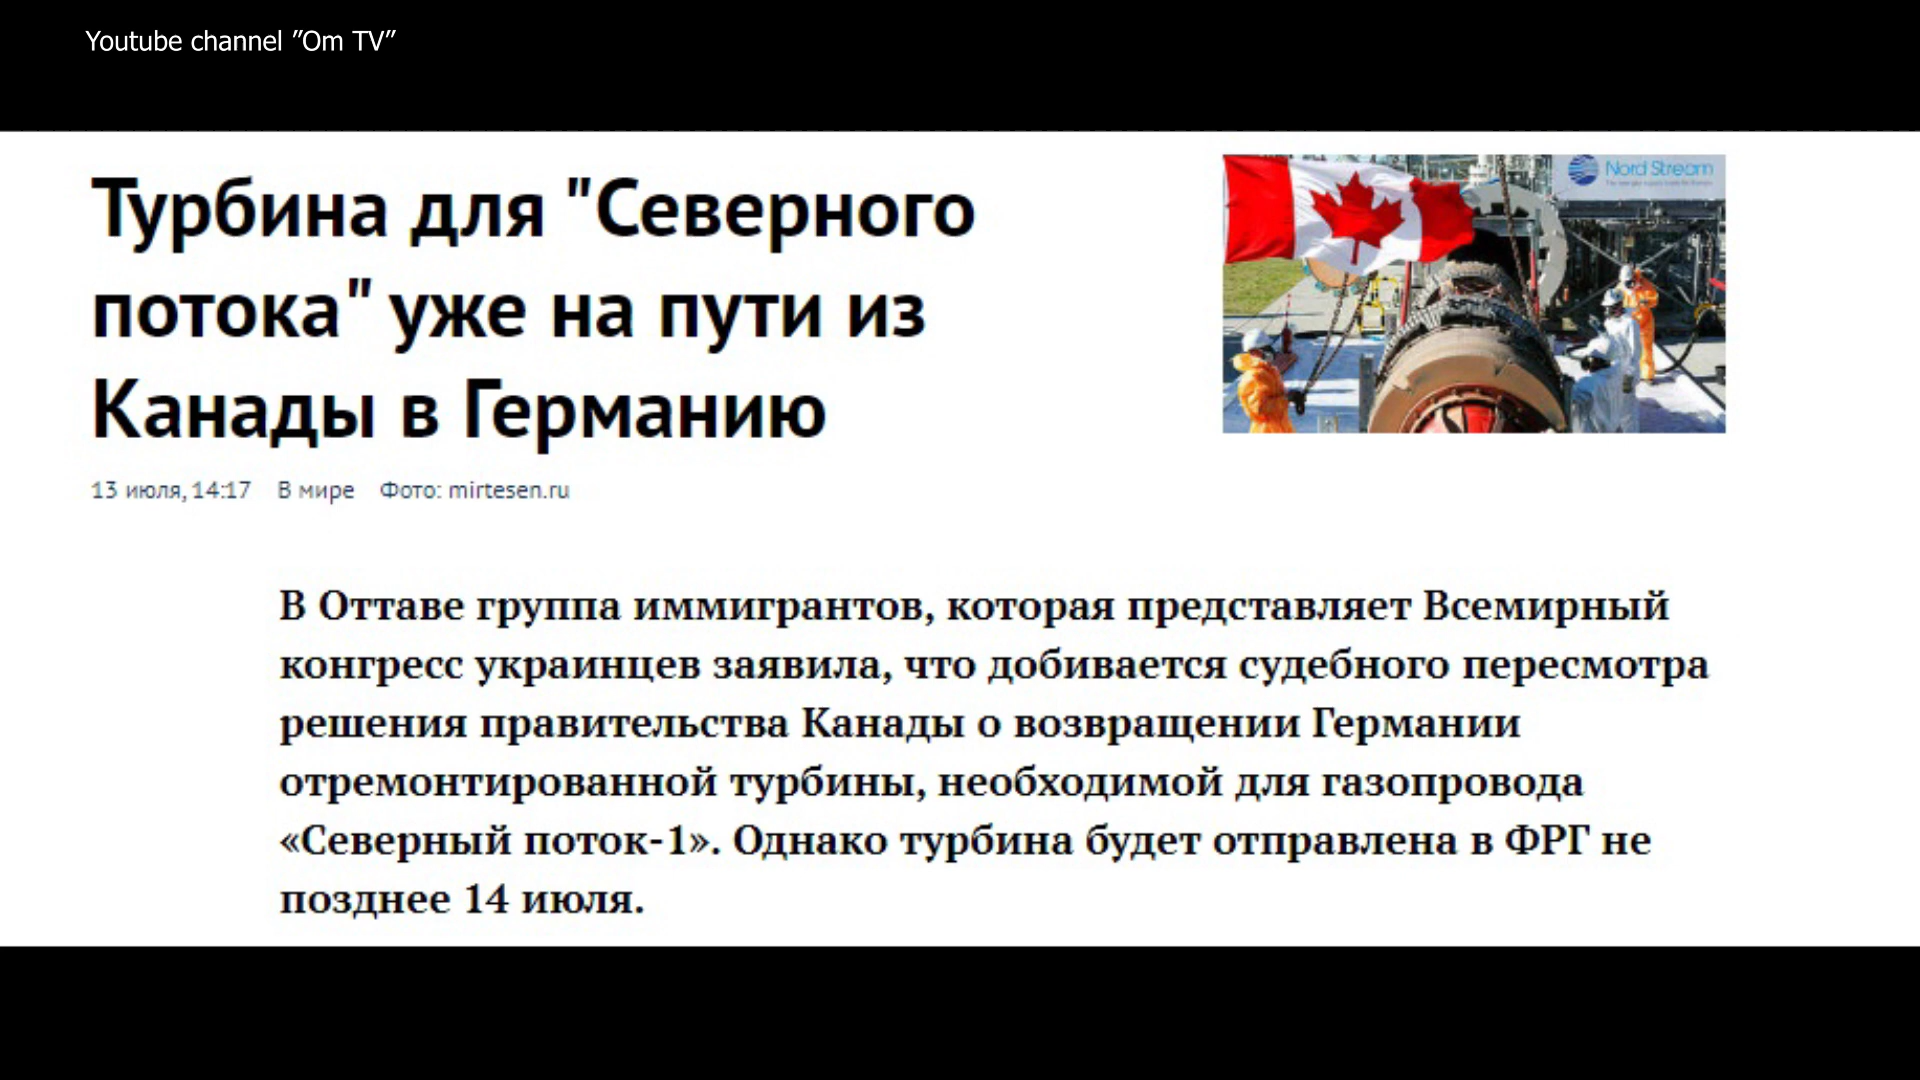 Youtube channel ”Om TV”
Nord Stream
Турбина для "Северного
потока" уже на пути из
Канады в Германию
13 июля, 14:17 В мире Фото: mirtesen.ru
В Оттаве группа иммигрантов, которая представляет Всемирный
конгресс украинцев заявила, что добивается судебного пересмотра
решения правительства Канады о возвращении Германии
отремонтированной турбины, необходимой для газопровода
«Северный поток-1». Однако турбина будет отправлена в ФРГ не
позднее 14 июля.